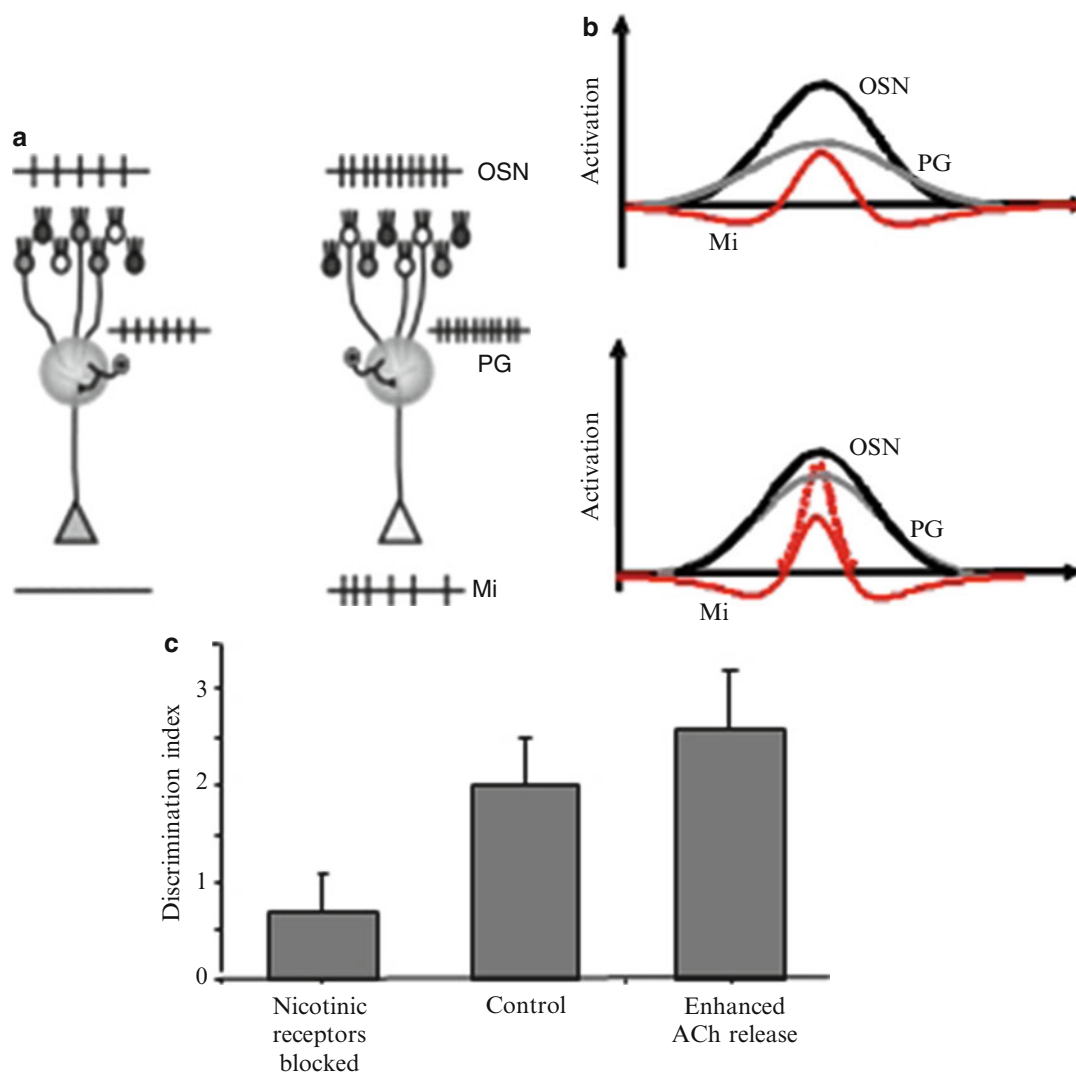 a
OSN
PG
Mi
b
Activation
OSN
PG
Mi
Activation
OSN
PG
Mi
c
Discrimination index
3
2
1
0
Nicotinic
receptors
blocked
Control
Enhanced
ACh release